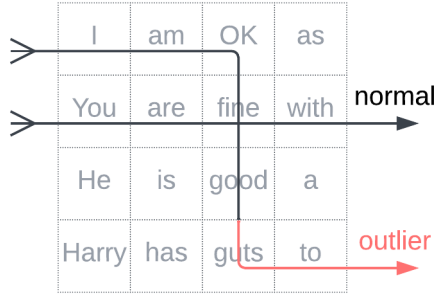 I am OK as
You are fine with normal
He is good a
Harry has guts to outlier